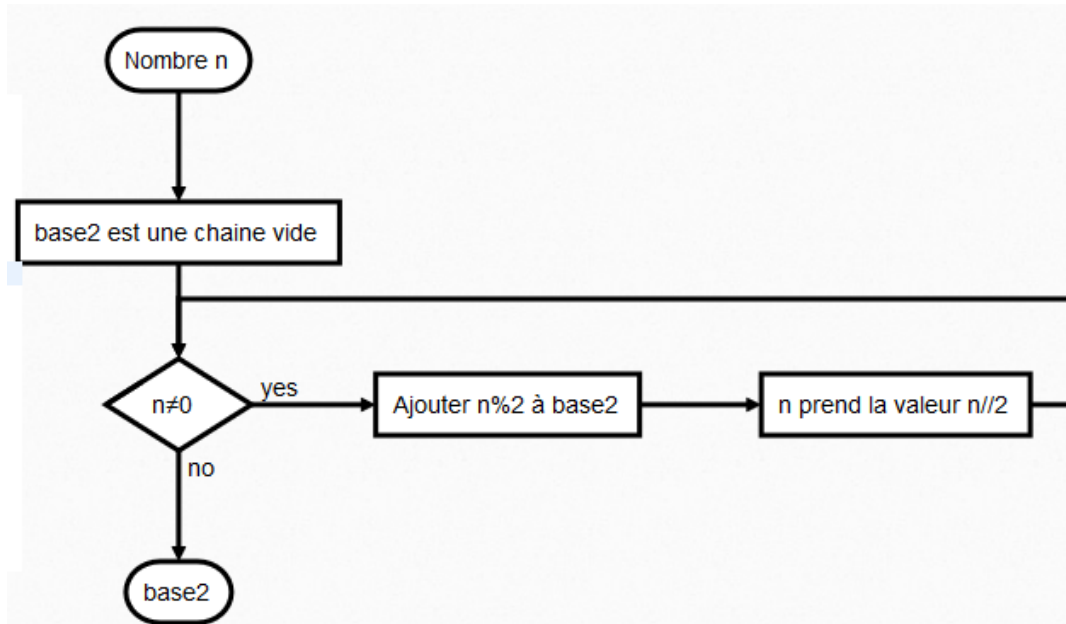 Nombre n
base2 est une chaine vide
n≠0
yes
Ajouter n%2 à base2
n prend la valeur n//2
no
base2